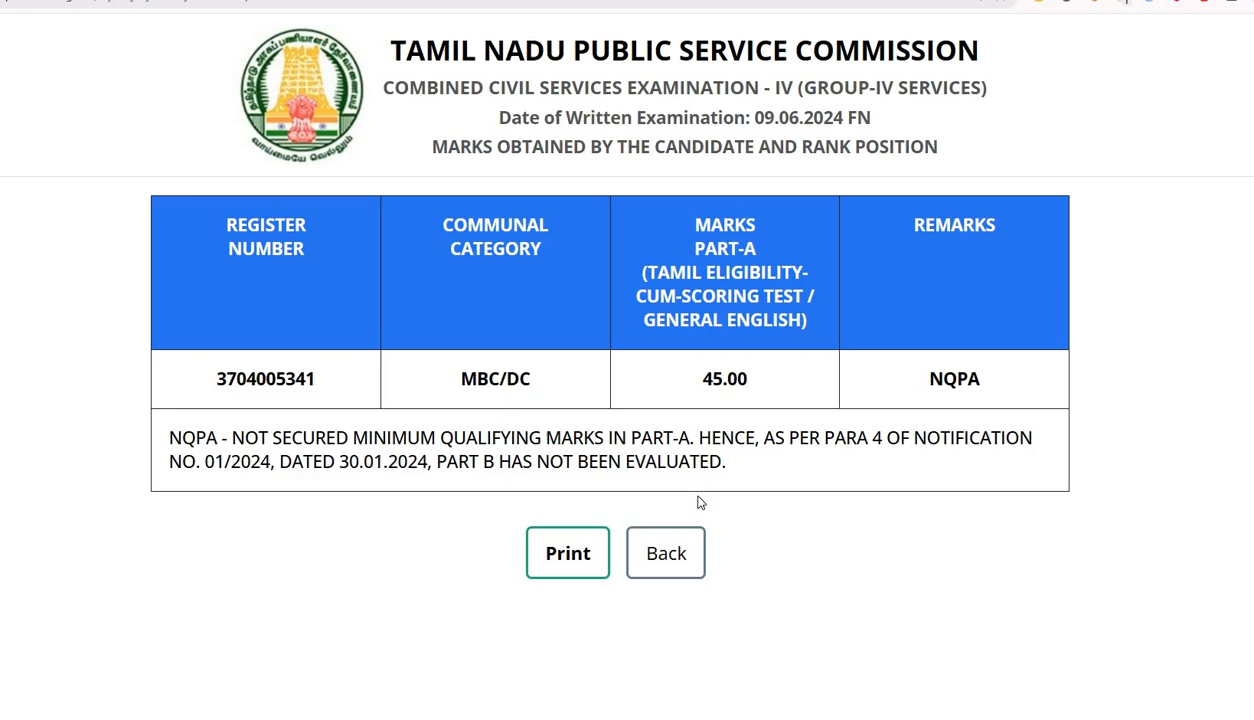 TAMIL NADU PUBLIC SERVICE COMMISSION
COMBINED CIVIL SERVICES EXAMINATION - IV (GROUP-IV SERVICES)
Date of Written Examination: 09.06.2024 FN
MARKS OBTAINED BY THE CANDIDATE AND RANK POSITION
வாய்மையே வெல்லும்
REGISTER
NUMBER
COMMUNAL
CATEGORY
MARKS
PART-A
(TAMIL ELIGIBILITY-
CUM-SCORING TEST /
GENERAL ENGLISH)
REMARKS
3704005341
MBC/DC
45.00
NQPA
NQPA - NOT SECURED MINIMUM QUALIFYING MARKS IN PART-A. HENCE, AS PER PARA 4 OF NOTIFICATION
NO. 01/2024, DATED 30.01.2024, PART B HAS NOT BEEN EVALUATED.
Print
Back